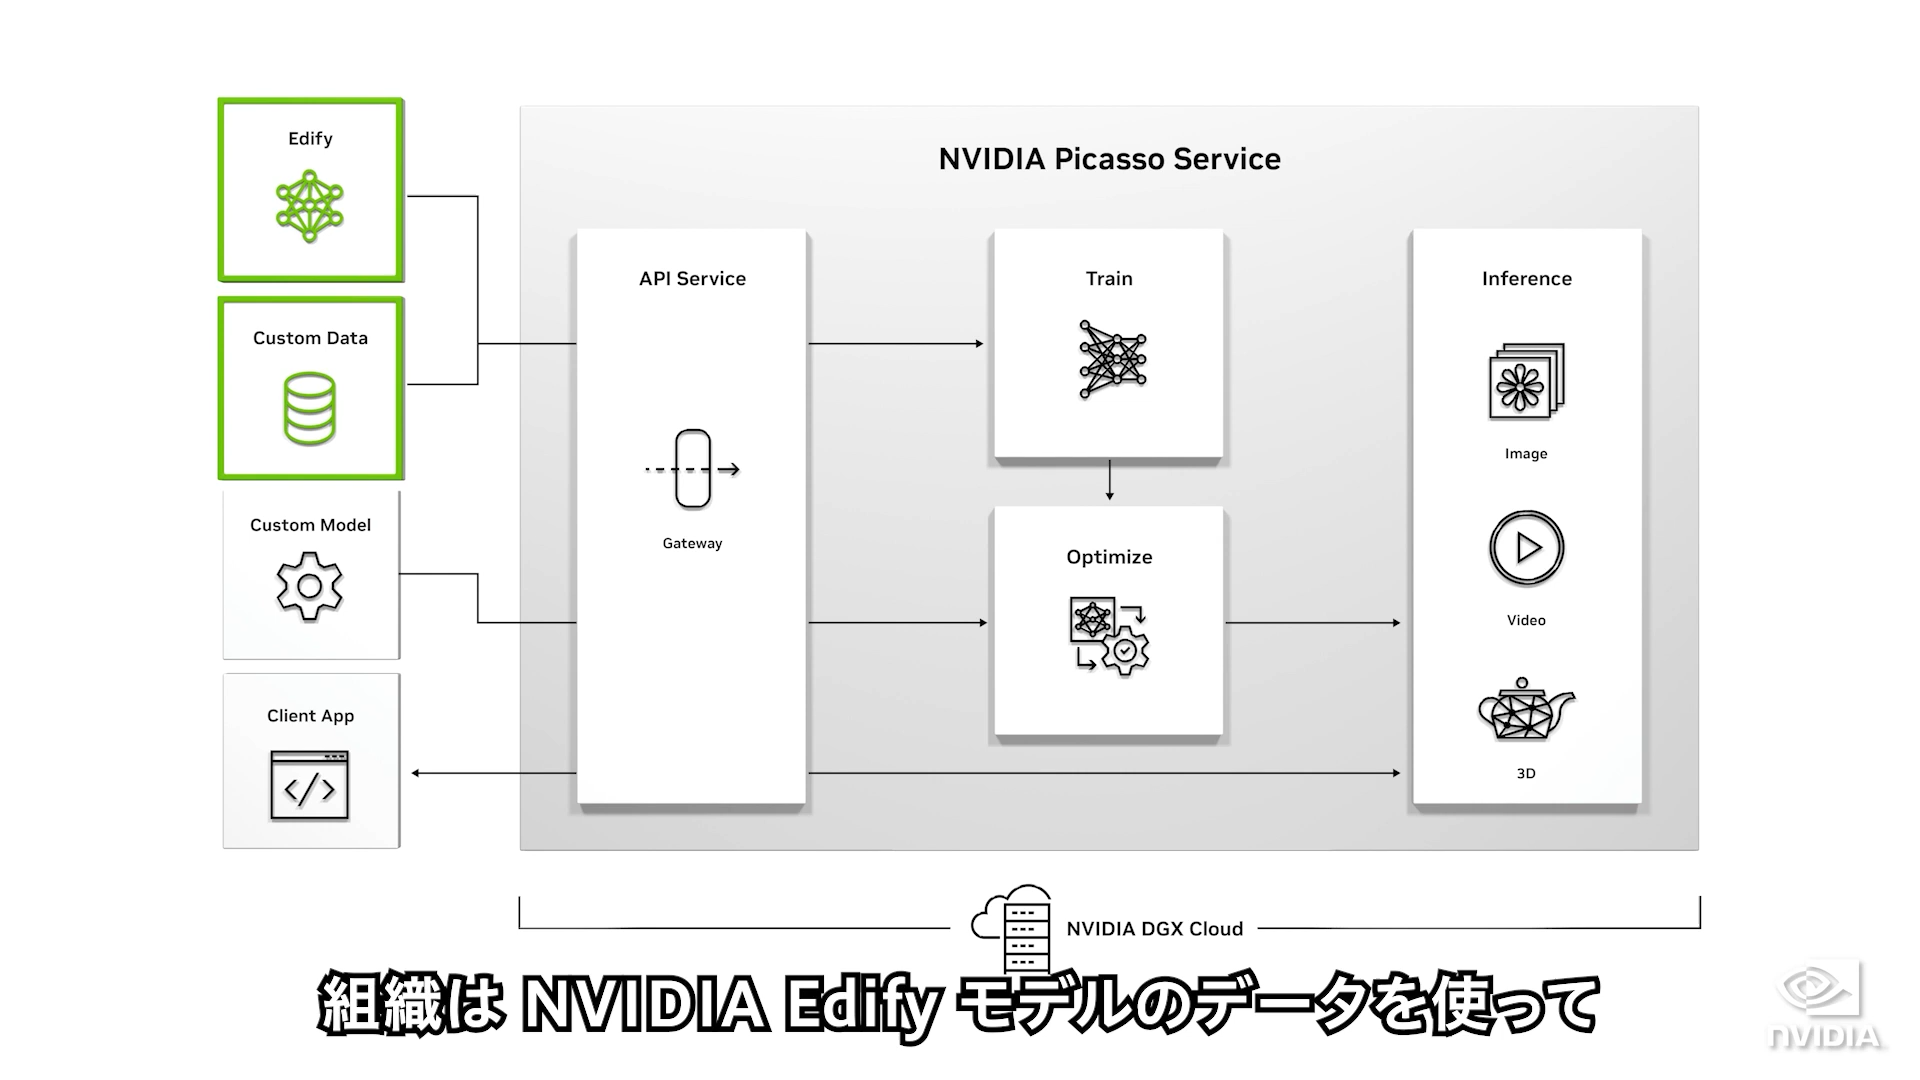 Edify
Custom Data
Custom Model
Client App
NVIDIA Picasso Service
API Service
Gateway
Train
Optimize
Inference
Image
Video
3D
NVIDIA DGX Cloud
組織は NVIDIA Edify モデルのデータを使って
NVIDIA